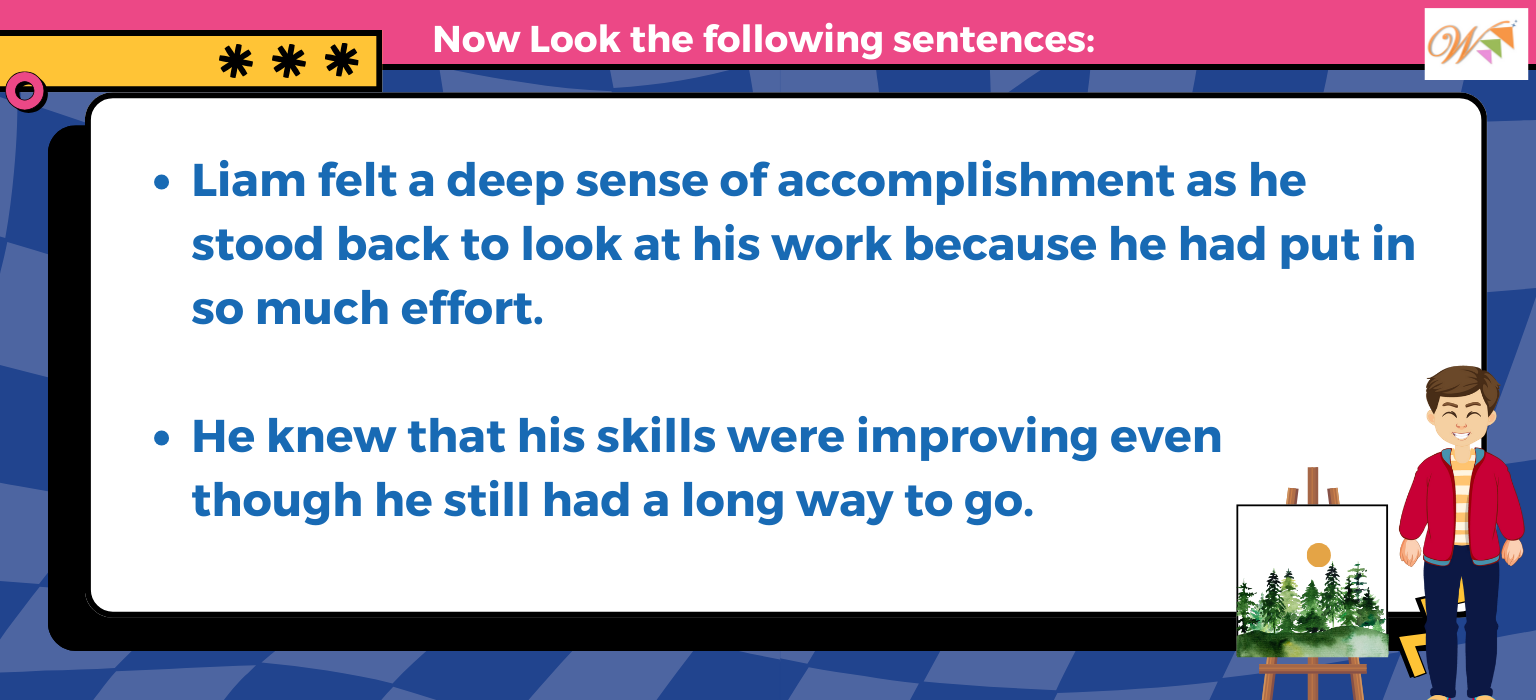 Now Look the following sentences:
W
• Liam felt a deep sense of accomplishment as he
stood back to look at his work because he had put in
so much effort.
• He knew that his skills were improving even
though he still had a long way to go.